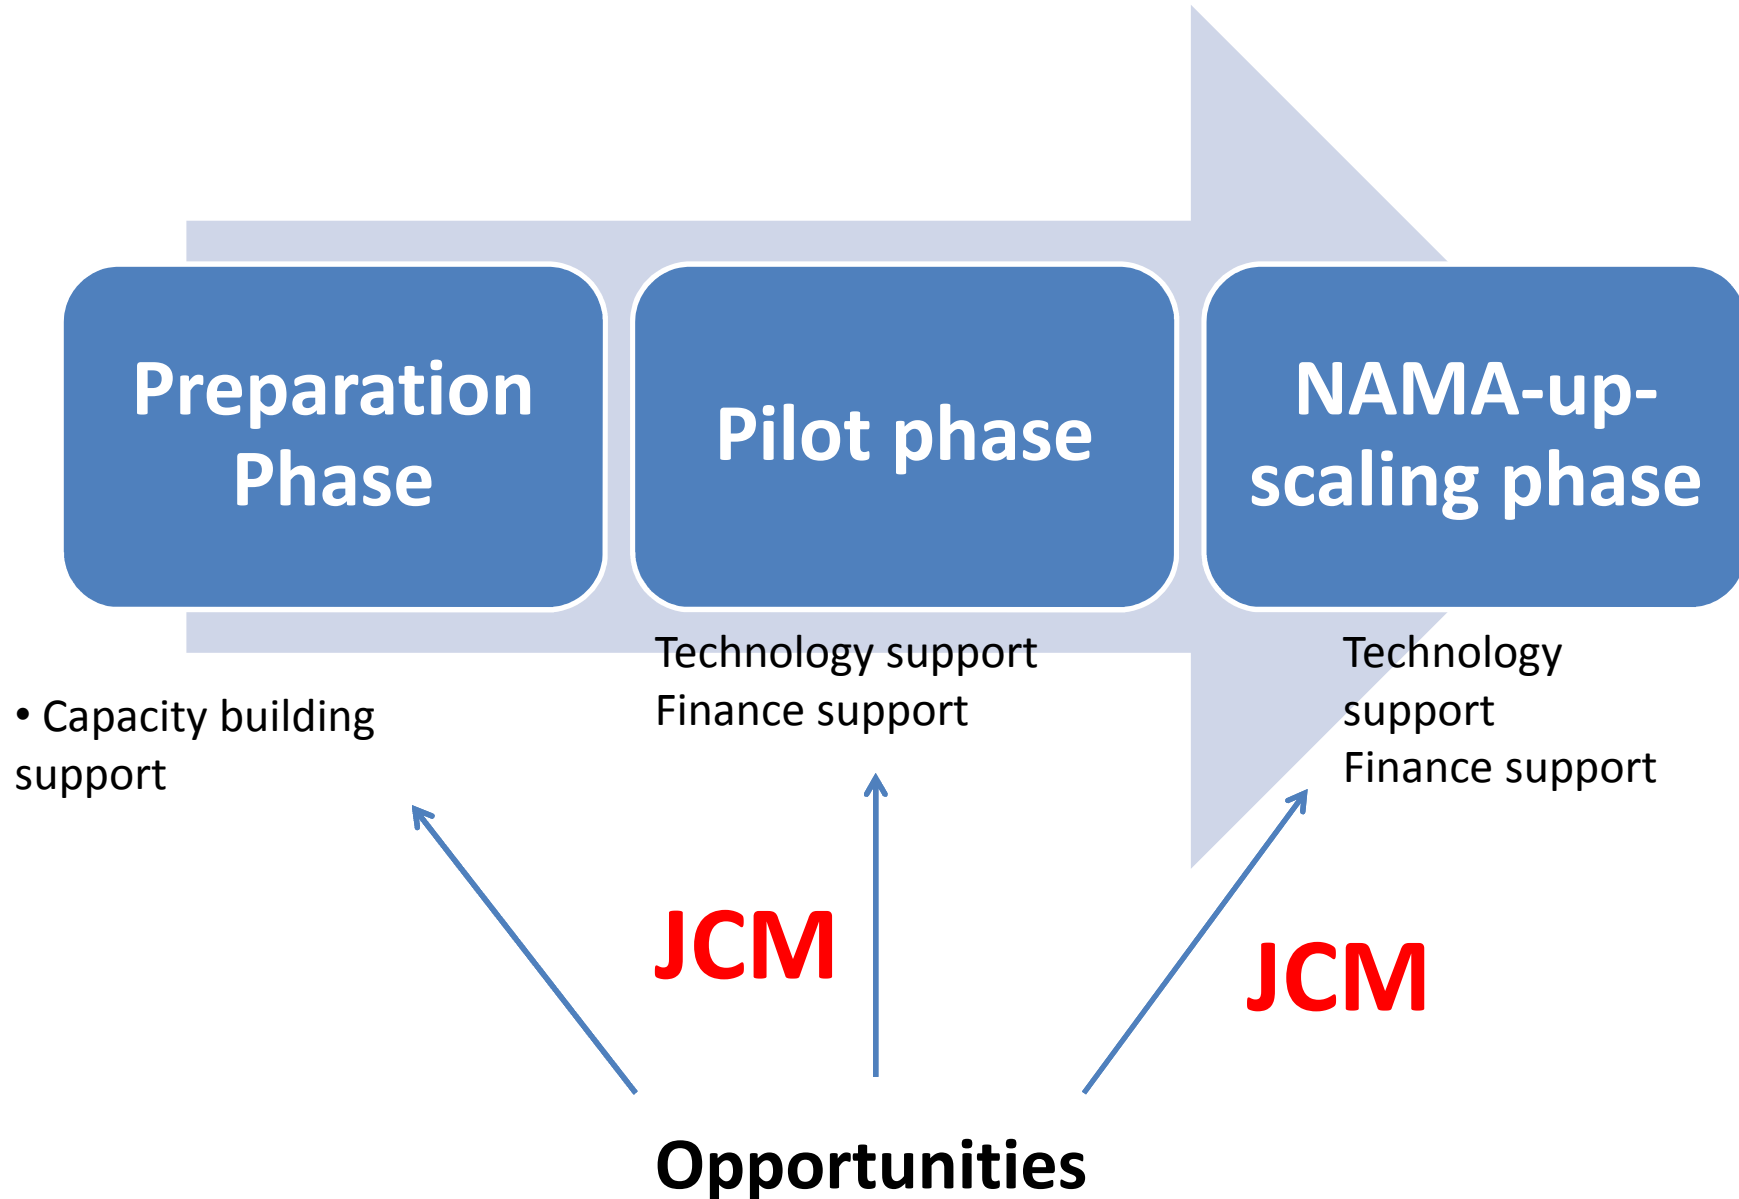 Preparation
Phase
Pilot phase
NAMA-up-
scaling phase
• Capacity building
support
Technology support
Finance support
Technology
support
Finance support
JCM
JCM
Opportunities